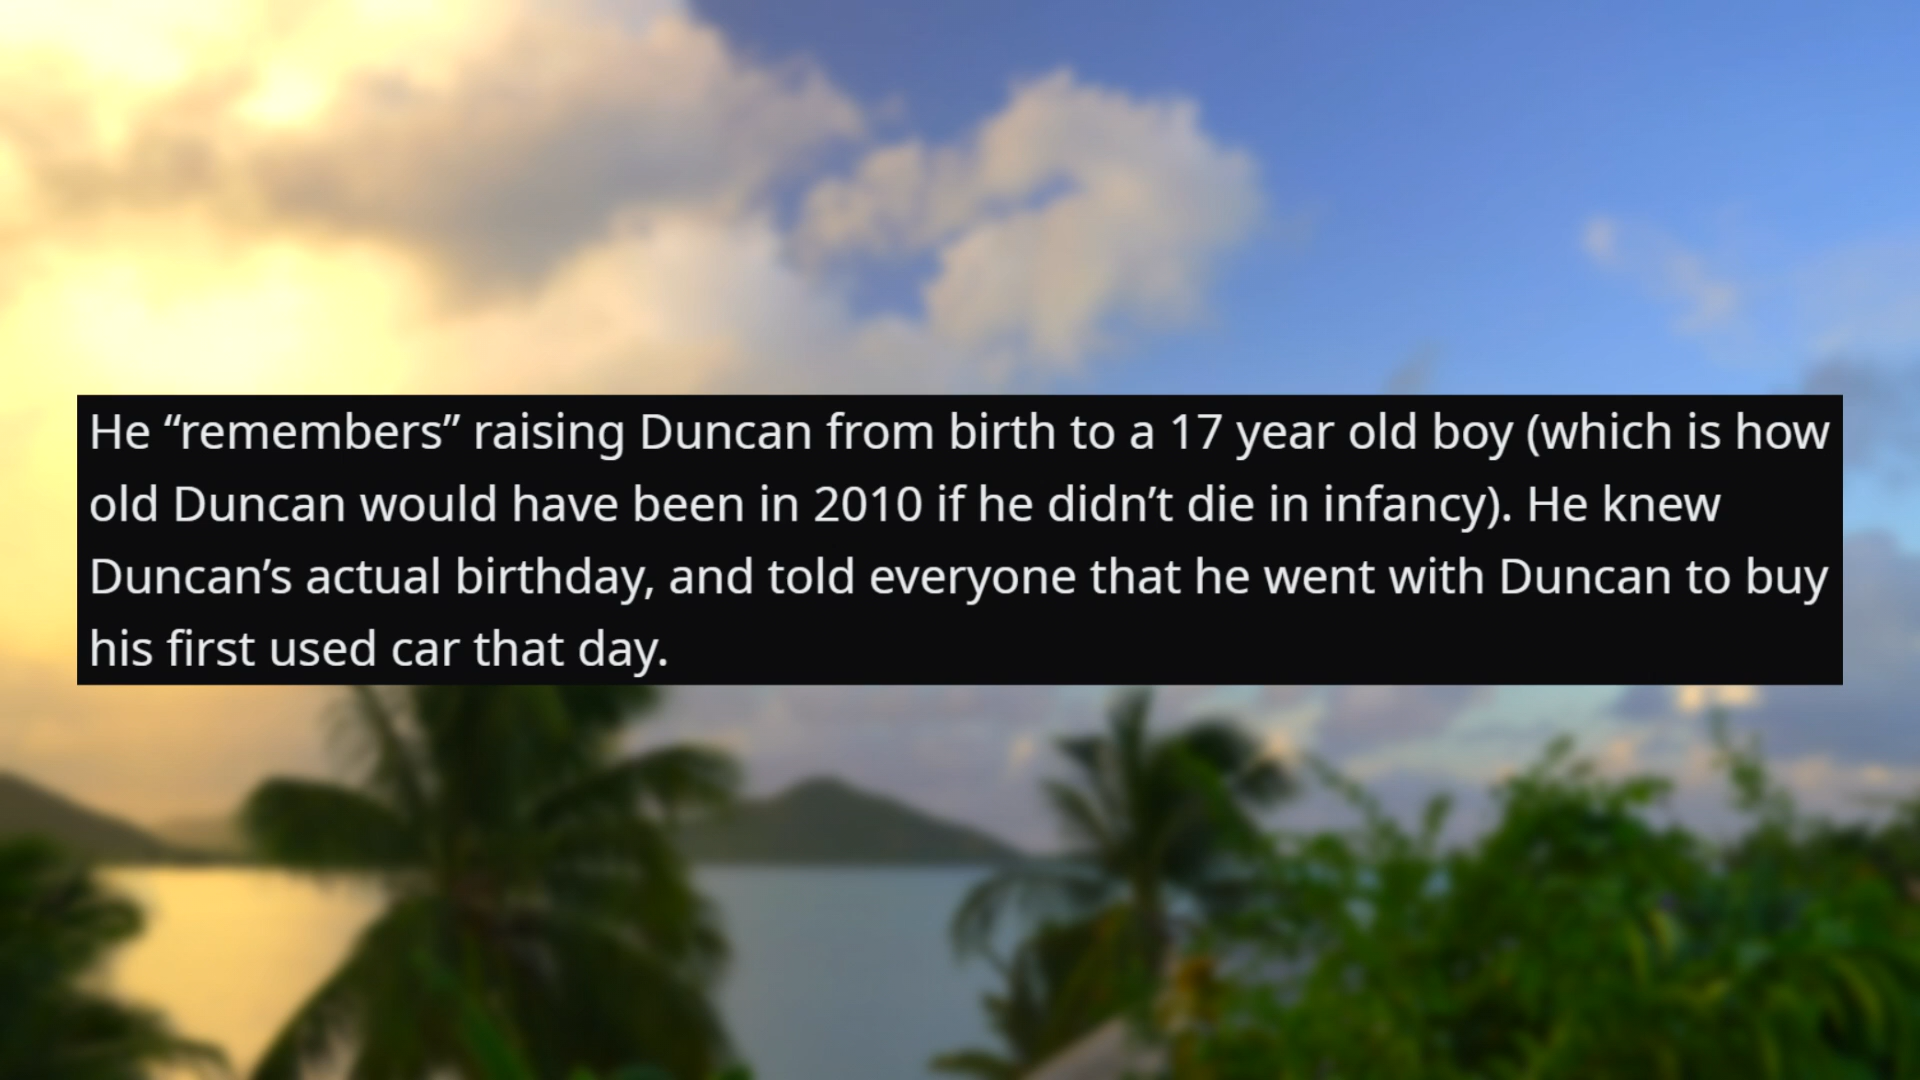 He “remembers” raising Duncan from birth to a 17 year old boy (which is how
old Duncan would have been in 2010 if he didn’t die in infancy). He knew
Duncan’s actual birthday, and told everyone that he went with Duncan to buy
his first used car that day.